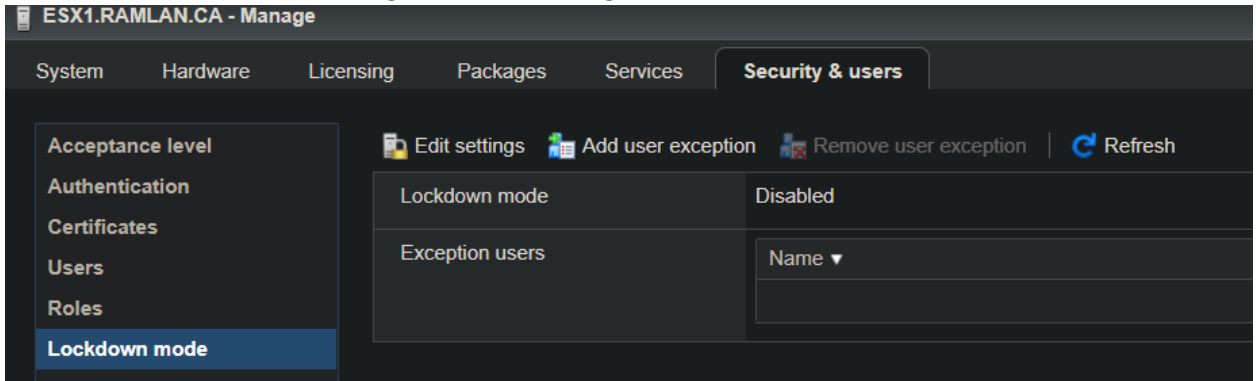 ESX1.RAMLAN.CA - Manage
System Hardware Licensing Packages Services Security & users
Acceptance level
Authentication
Certificates
Users
Roles
Lockdown mode
Edit settings Add user exception Remove user exception Refresh
Lockdown mode Disabled
Exception users Name